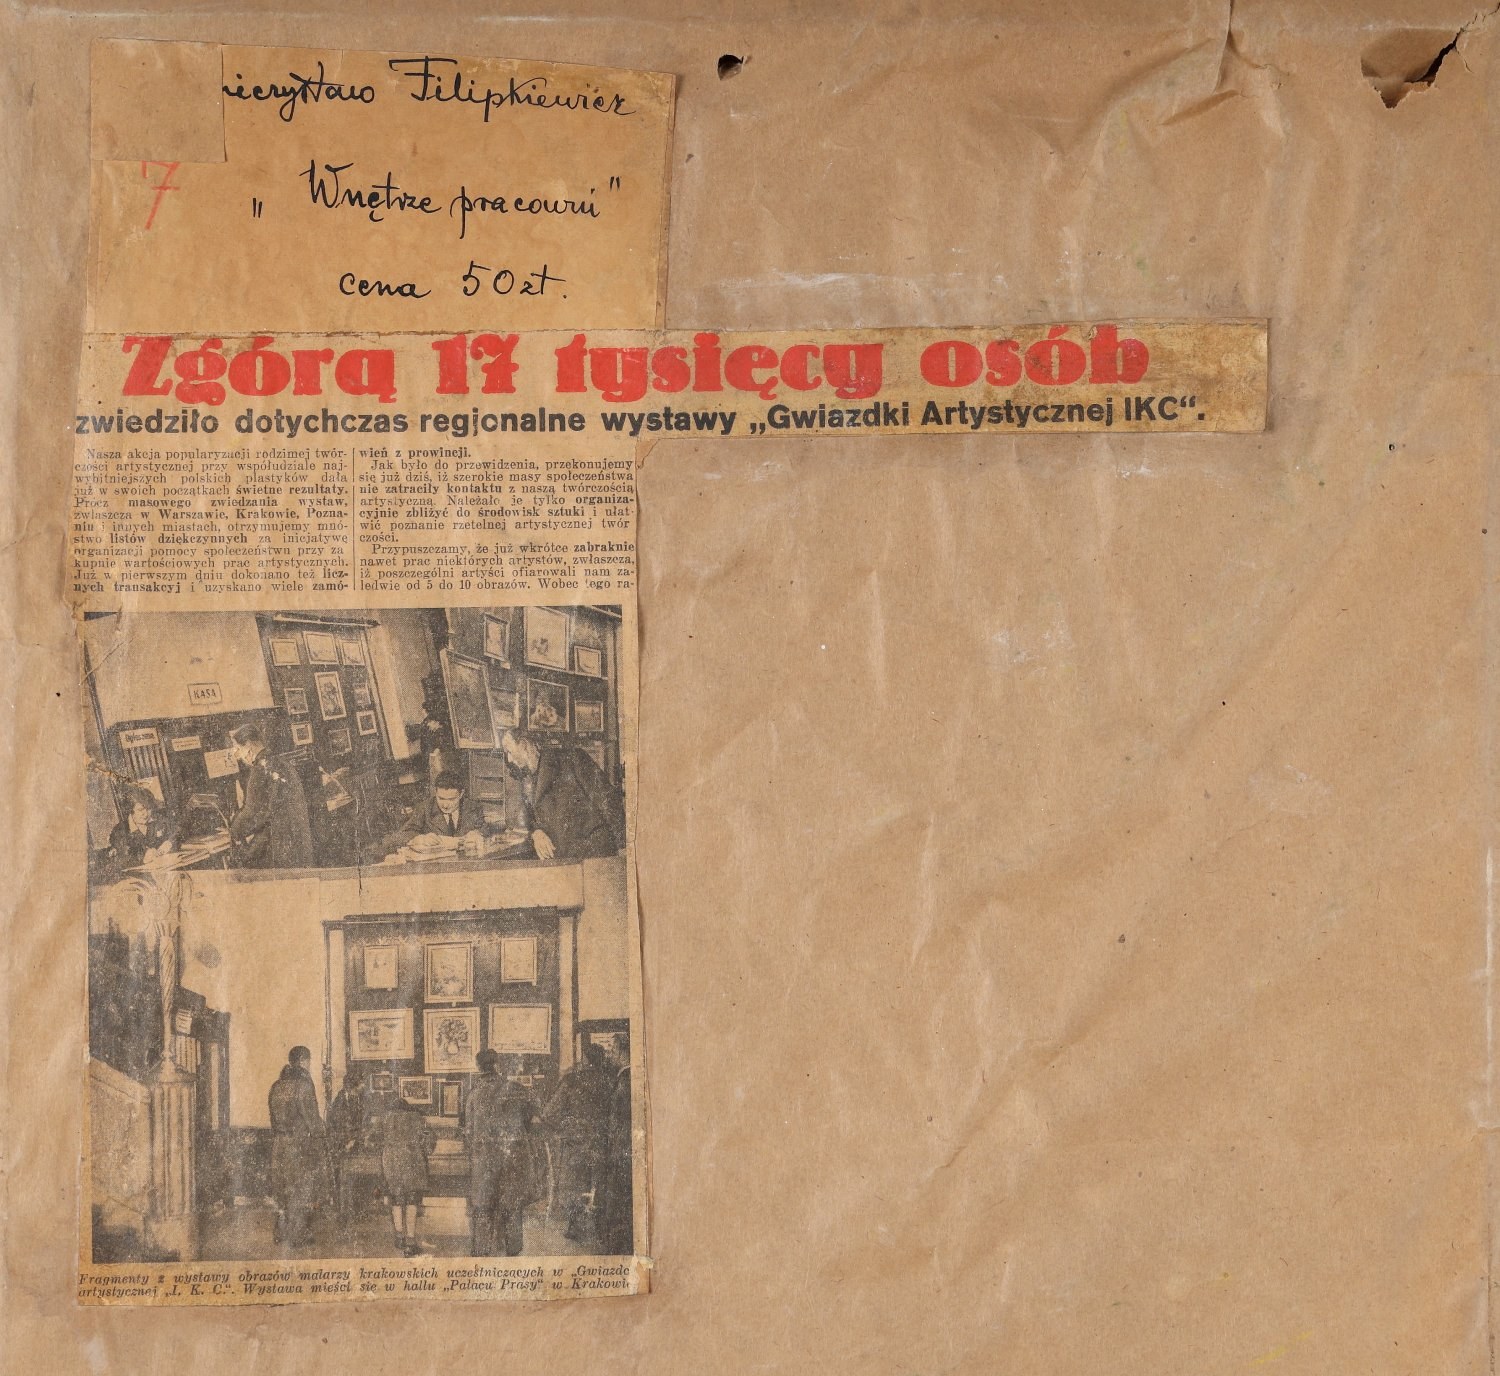 ieczysław Filipkiewicz
7
„Wnętrze pracowni"
cena 50 zł.
Zgórą 17 tysięcy osób
zwiedziło dotychczas regjonalne wystawy „Gwiazdki Artystycznej IKC“.
Nasza akcja popularyzacji rodzimej twór-
czości artystycznej przy współudziale naj-
wybitniejszych polskich plastyków dała
już w swoich początkach świetne rezultaty.
Prócz masowego zwiedzania wystaw,
zwłaszcza w Warszawie, Krakowie, Pozna-
niu i innych miastach, otrzymujemy mnó-
stwo listów dziękczynnych za inicjatywę
organizacji pomocy społeczeństwu przy za
kupnie wartościowych prac artystycznych.
Już w pierwszym dniu dokonano też licz-
nych transakcyj i uzyskano wiele zamó-
wień z prowincji.
Jak było do przewidzenia, przekonujemy
się już dziś, iż szerokie masy społeczeństwa
nie zatraciły kontaktu z naszą twórczością
artystyczną. Należało je tylko organiza-
cyjnie zbliżyć do środowisk sztuki i ułat-
wić poznanie rzetelnej artystycznej twór
czości.
Przypuszczamy, że już wkrótce zabraknie
nawet prac niektórych artystów, zwłaszcza,
iż poszczególni artyści ofiarowali nam za-
ledwie od 5 do 10 obrazów. Wobec tego ra-
KASA
Fragmenty z wystawy obrazów malarzy krakowskich uczestniczących w „Gwiazdc
artystycznej „I. K. C.“. Wystawa mieści się w hallu „Pałacu Prasy“ w Krakowie